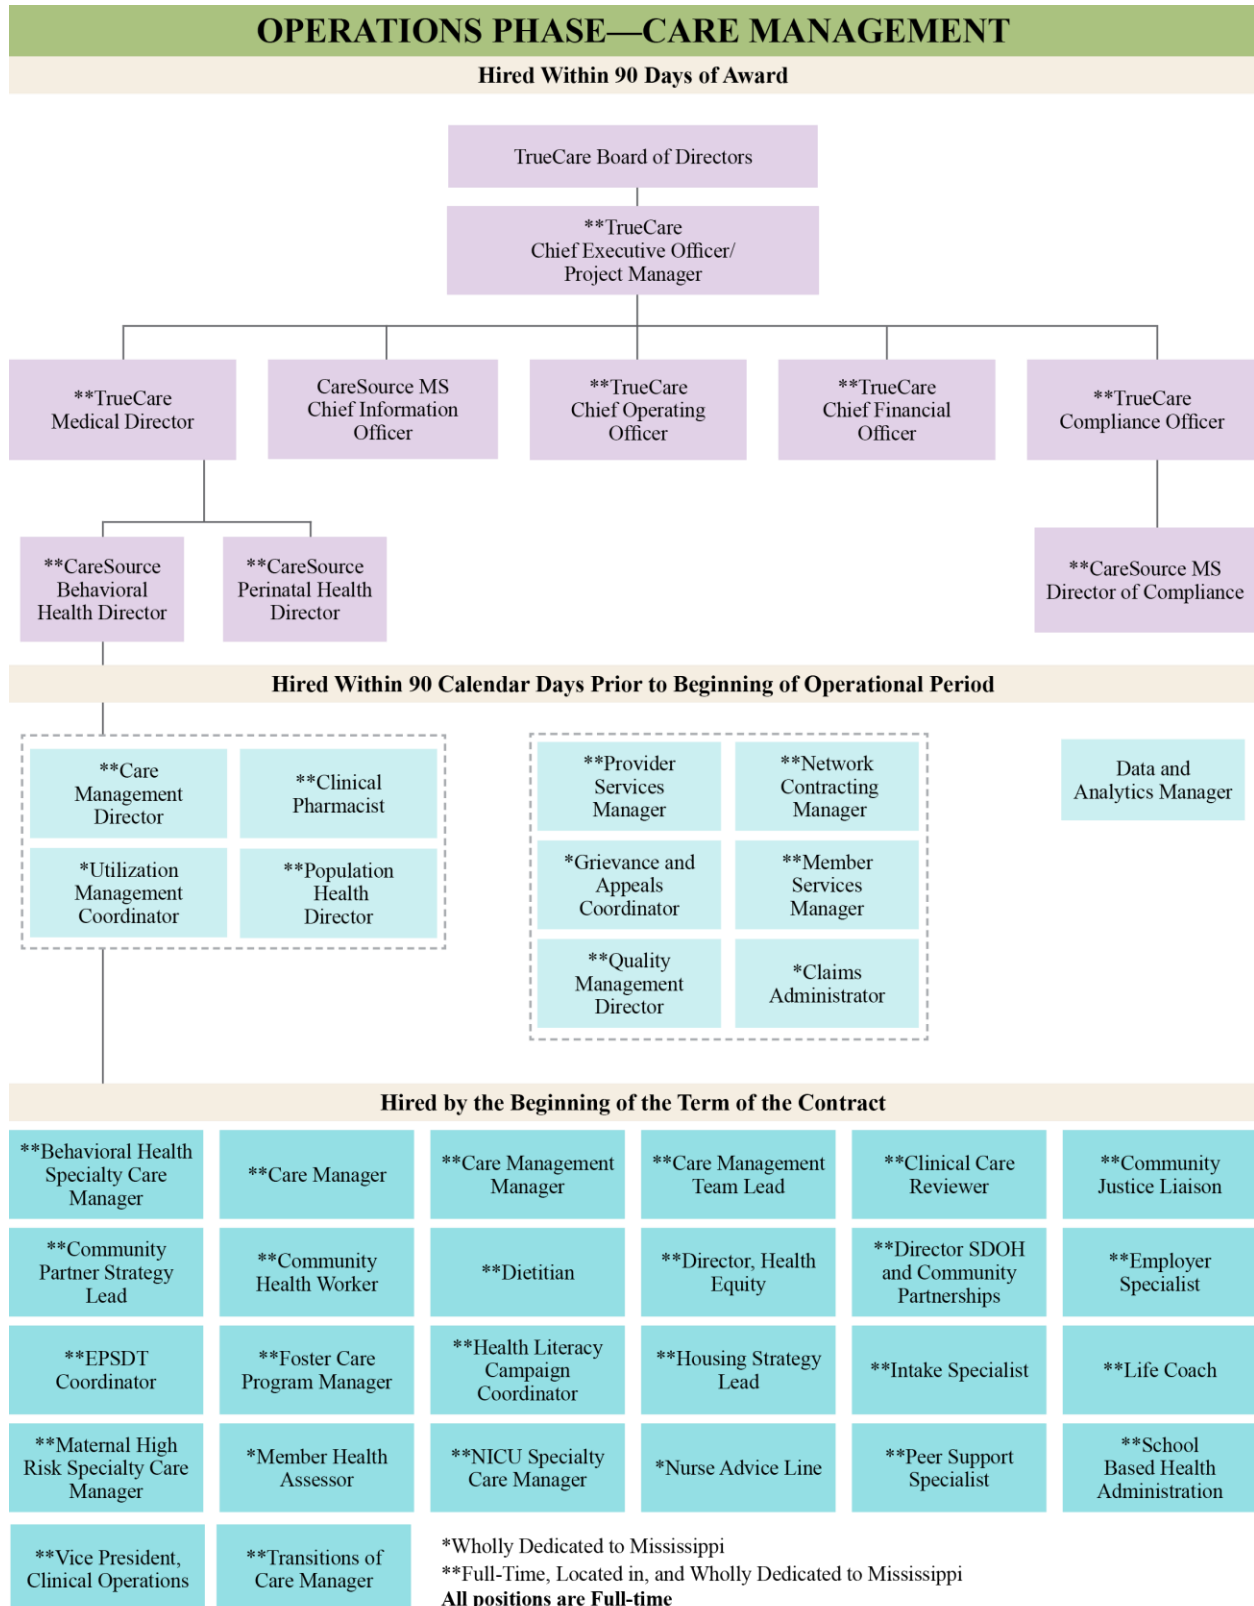 OPERATIONS PHASE—CARE MANAGEMENT
Hired Within 90 Days of Award
TrueCare Board of Directors
**TrueCare
Chief Executive Officer/
Project Manager
**TrueCare
Medical Director
CareSource MS
Chief Information
Officer
**TrueCare
Chief Operating
Officer
**TrueCare
Chief Financial
Officer
**TrueCare
Compliance Officer
**CareSource
Behavioral
Health Director
**CareSource
Perinatal Health
Director
**CareSource MS
Director of Compliance
Hired Within 90 Calendar Days Prior to Beginning of Operational Period
**Care
Management
Director
**Clinical
Pharmacist
*Utilization
Management
Coordinator
**Population
Health
Director
**Provider
Services
Manager
**Network
Contracting
Manager
*Grievance and
Appeals
Coordinator
**Member
Services
Manager
**Quality
Management
Director
*Claims
Administrator
Data and
Analytics Manager
Hired by the Beginning of the Term of the Contract
**Behavioral Health
Specialty Care
Manager
**Care Manager
**Care Management
Manager
**Care Management
Team Lead
**Clinical Care
Reviewer
**Community
Justice Liaison
**Community
Partner Strategy
Lead
**Community
Health Worker
**Dietitian
**Director, Health
Equity
**Director SDOH
and Community
Partnerships
**Employer
Specialist
**EPSDT
Coordinator
**Foster Care
Program Manager
**Health Literacy
Campaign
Coordinator
**Housing Strategy
Lead
**Intake Specialist
**Life Coach
**Maternal High
Risk Specialty Care
Manager
*Member Health
Assessor
**NICU Specialty
Care Manager
*Nurse Advice Line
**Peer Support
Specialist
**School
Based Health
Administration
**Vice President,
Clinical Operations
**Transitions of
Care Manager
*Wholly Dedicated to Mississippi
**Full-Time, Located in, and Wholly Dedicated to Mississippi
All positions are Full-time